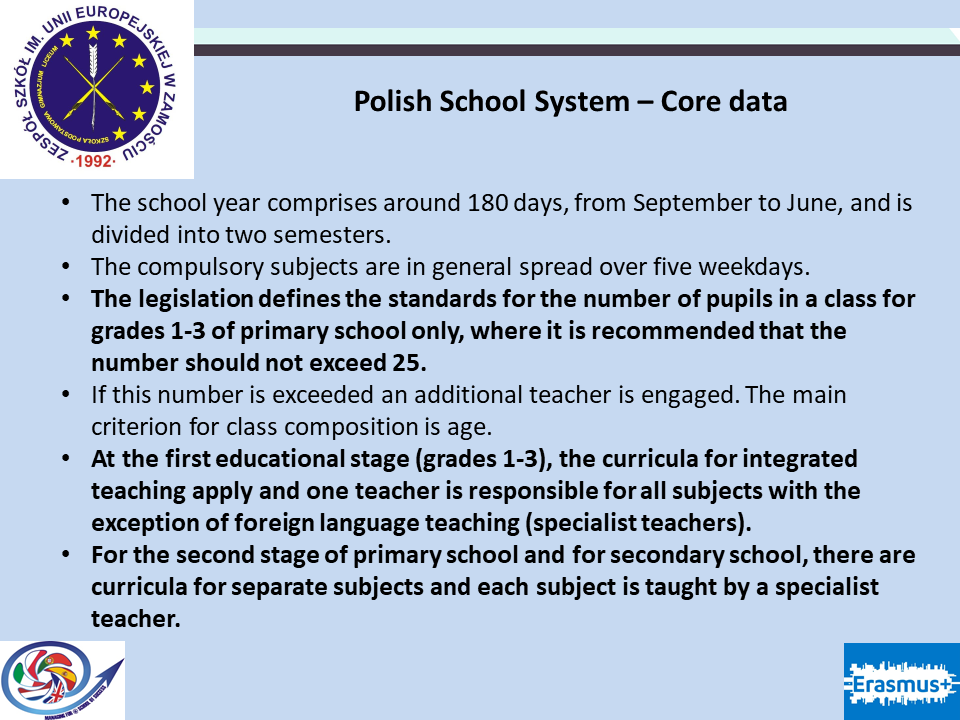 ZESPÓŁ SZKÓŁ IM. UNII EUROPEJSKIEJ W ZAMOŚCIU
SZKOŁA PODSTAWOWA GIMNAZJUM LICEUM
·1992·
Polish School System – Core data
• The school year comprises around 180 days, from September to June, and is
divided into two semesters.
• The compulsory subjects are in general spread over five weekdays.
• The legislation defines the standards for the number of pupils in a class for
grades 1-3 of primary school only, where it is recommended that the
number should not exceed 25.
• If this number is exceeded an additional teacher is engaged. The main
criterion for class composition is age.
• At the first educational stage (grades 1-3), the curricula for integrated
teaching apply and one teacher is responsible for all subjects with the
exception of foreign language teaching (specialist teachers).
• For the second stage of primary school and for secondary school, there are
curricula for separate subjects and each subject is taught by a specialist
teacher.
MANAGING FOR
SCHOOL
Erasmus+